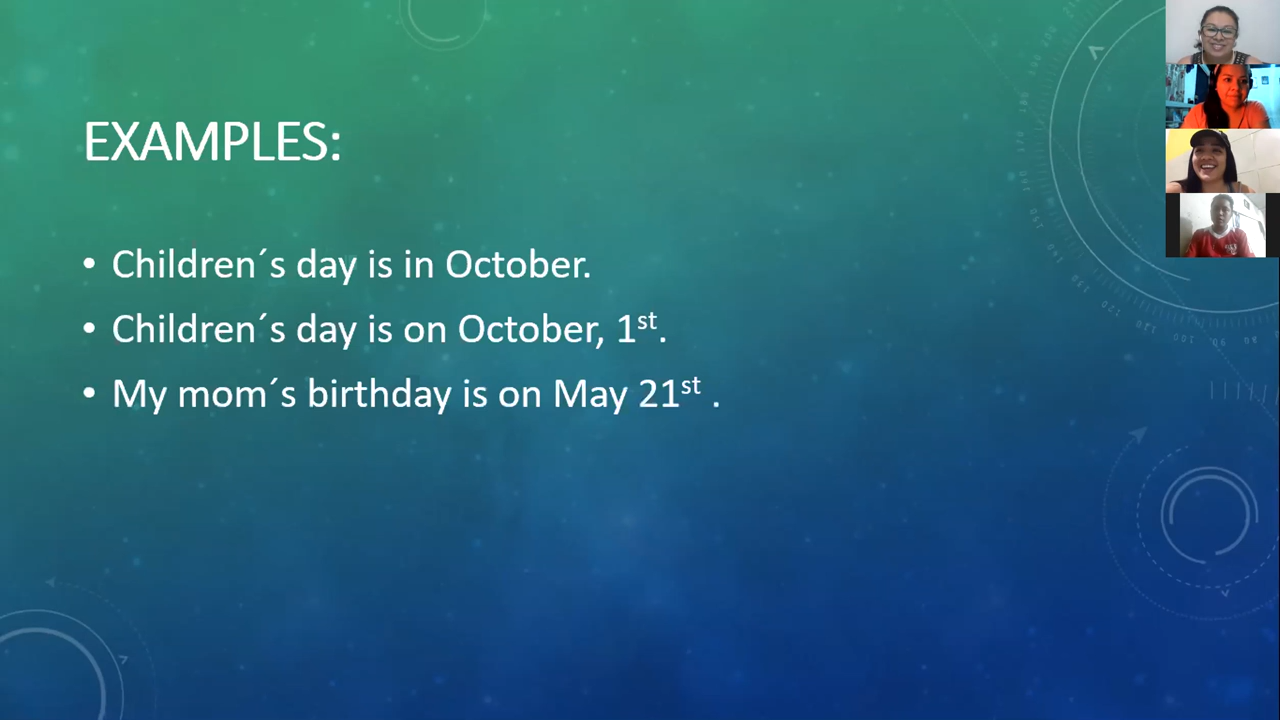 EXAMPLES:
• Children´s day is in October.
• Children´s day is on October, 1st.
• My mom´s birthday is on May 21st .